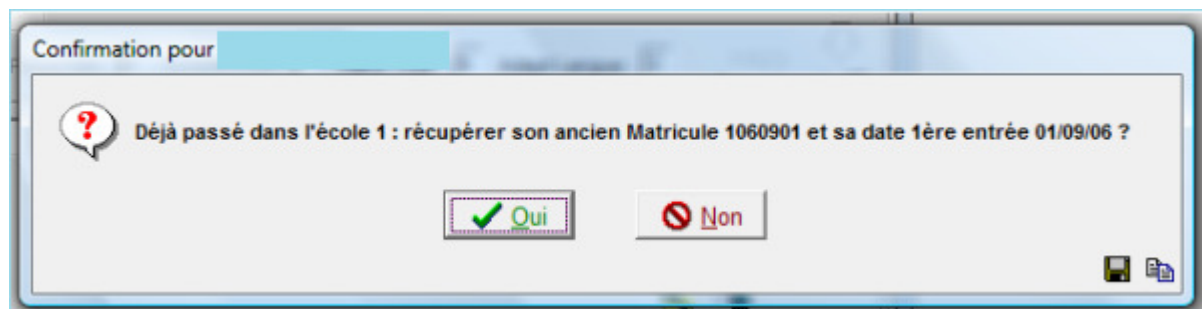 Confirmation pour
Déjà passé dans l'école 1 : récupérer son ancien Matricule 1060901 et sa date 1ère entrée 01/09/06 ?
Oui
Non